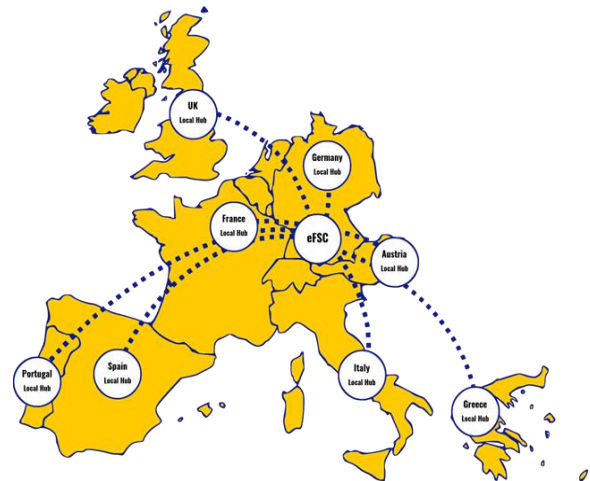 UK
Local Hub
Germany
Local Hub
France
Local Hub
eFSC
Austria
Local Hub
Portugal
Local Hub
Spain
Local Hub
Italy
Local Hub
Greece
Local Hub